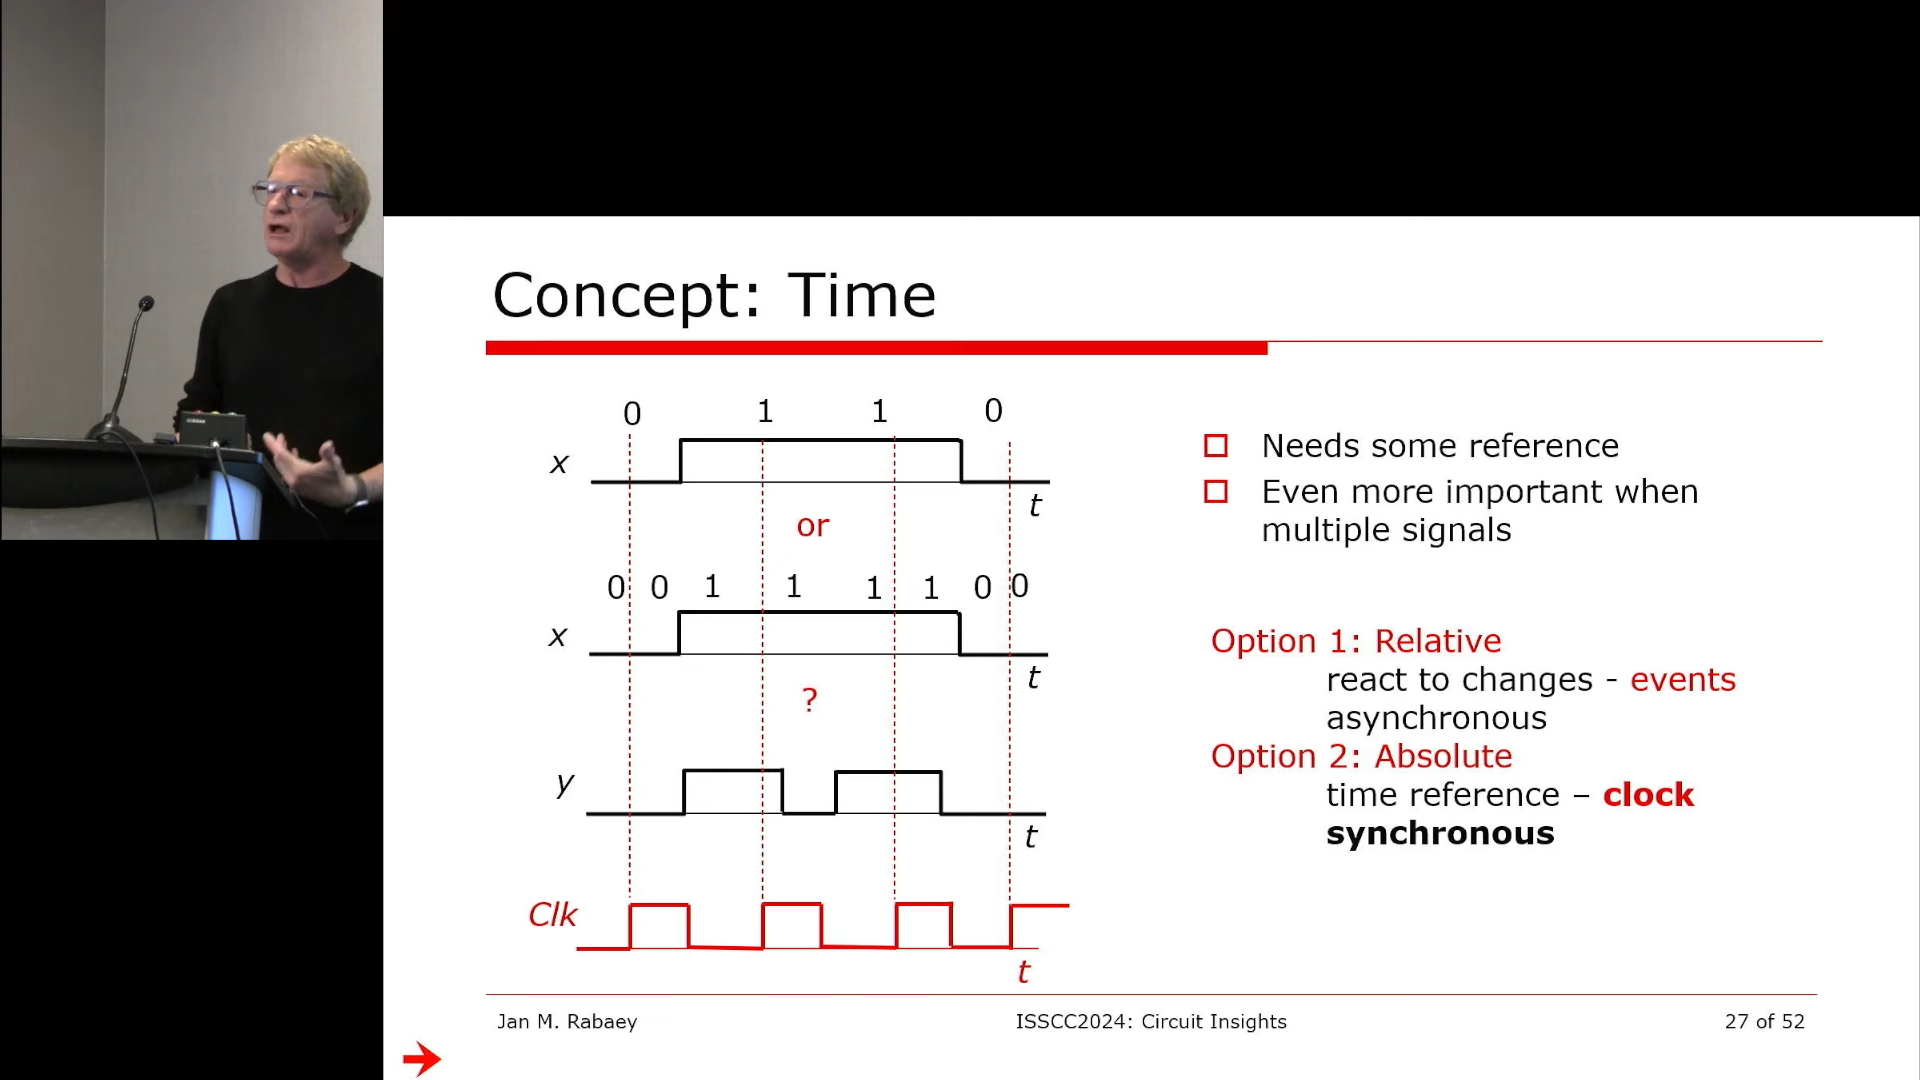 Concept: Time
0 1 1 0
x
t
or
0 0 1 1 1 1 0 0
x
t
?
y
t
Clk
t
Needs some reference
Even more important when
multiple signals
Option 1: Relative
react to changes - events
asynchronous
Option 2: Absolute
time reference – clock
synchronous
Jan M. Rabaey
ISSCC2024: Circuit Insights
27 of 52